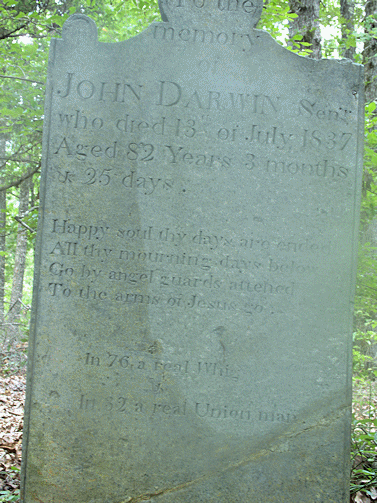 To the
memory
of
JOHN DARWIN Senr.
who died 13th of July, 1837
Aged 82 Years 3 months
& 25 days.
Happy soul thy days are ended
All thy mourning days below
Go by angel guards attened
To the arms of Jesus go.
In 76, a real Whig
In 32 a real Union man